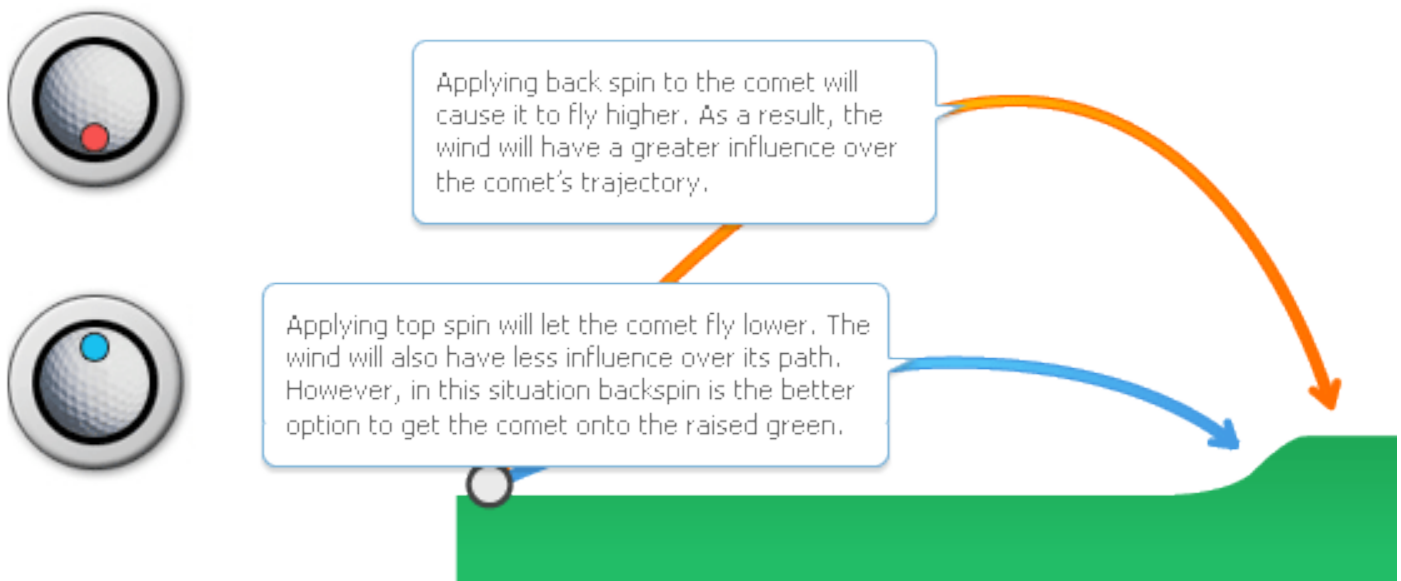 Applying back spin to the comet will
cause it to fly higher. As a result, the
wind will have a greater influence over
the comet's trajectory.
Applying top spin will let the comet fly lower. The
wind will also have less influence over its path.
However, in this situation backspin is the better
option to get the comet onto the raised green.